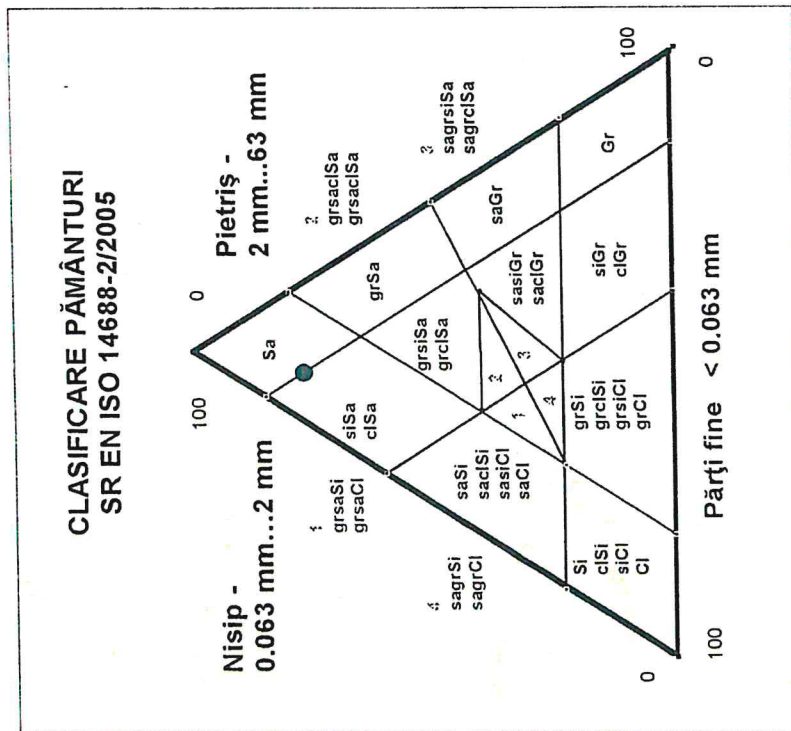 CLASIFICARE PĂMÂNTURI
SR EN ISO 14688-2/2005
Nisip -
0.063 mm...2 mm
Pietriş -
2 mm...63 mm
100
0
1
grsaSi
grsaCl
2
grsaclSa
grsaclSa
3
sagrsiSa
sagrclSa
4
sagrSi
sagrCl
Sa
siSa
clSa
grSa
grsiSa
grclSa
saGr
saSi
saclSi
sasiCl
saCl
1
2
3
4
sasiGr
saclGr
Si
clSi
siCl
Cl
grSi
grclSi
grsiCl
grCl
siGr
clGr
Gr
0
100
100
0
Părţi fine < 0.063 mm